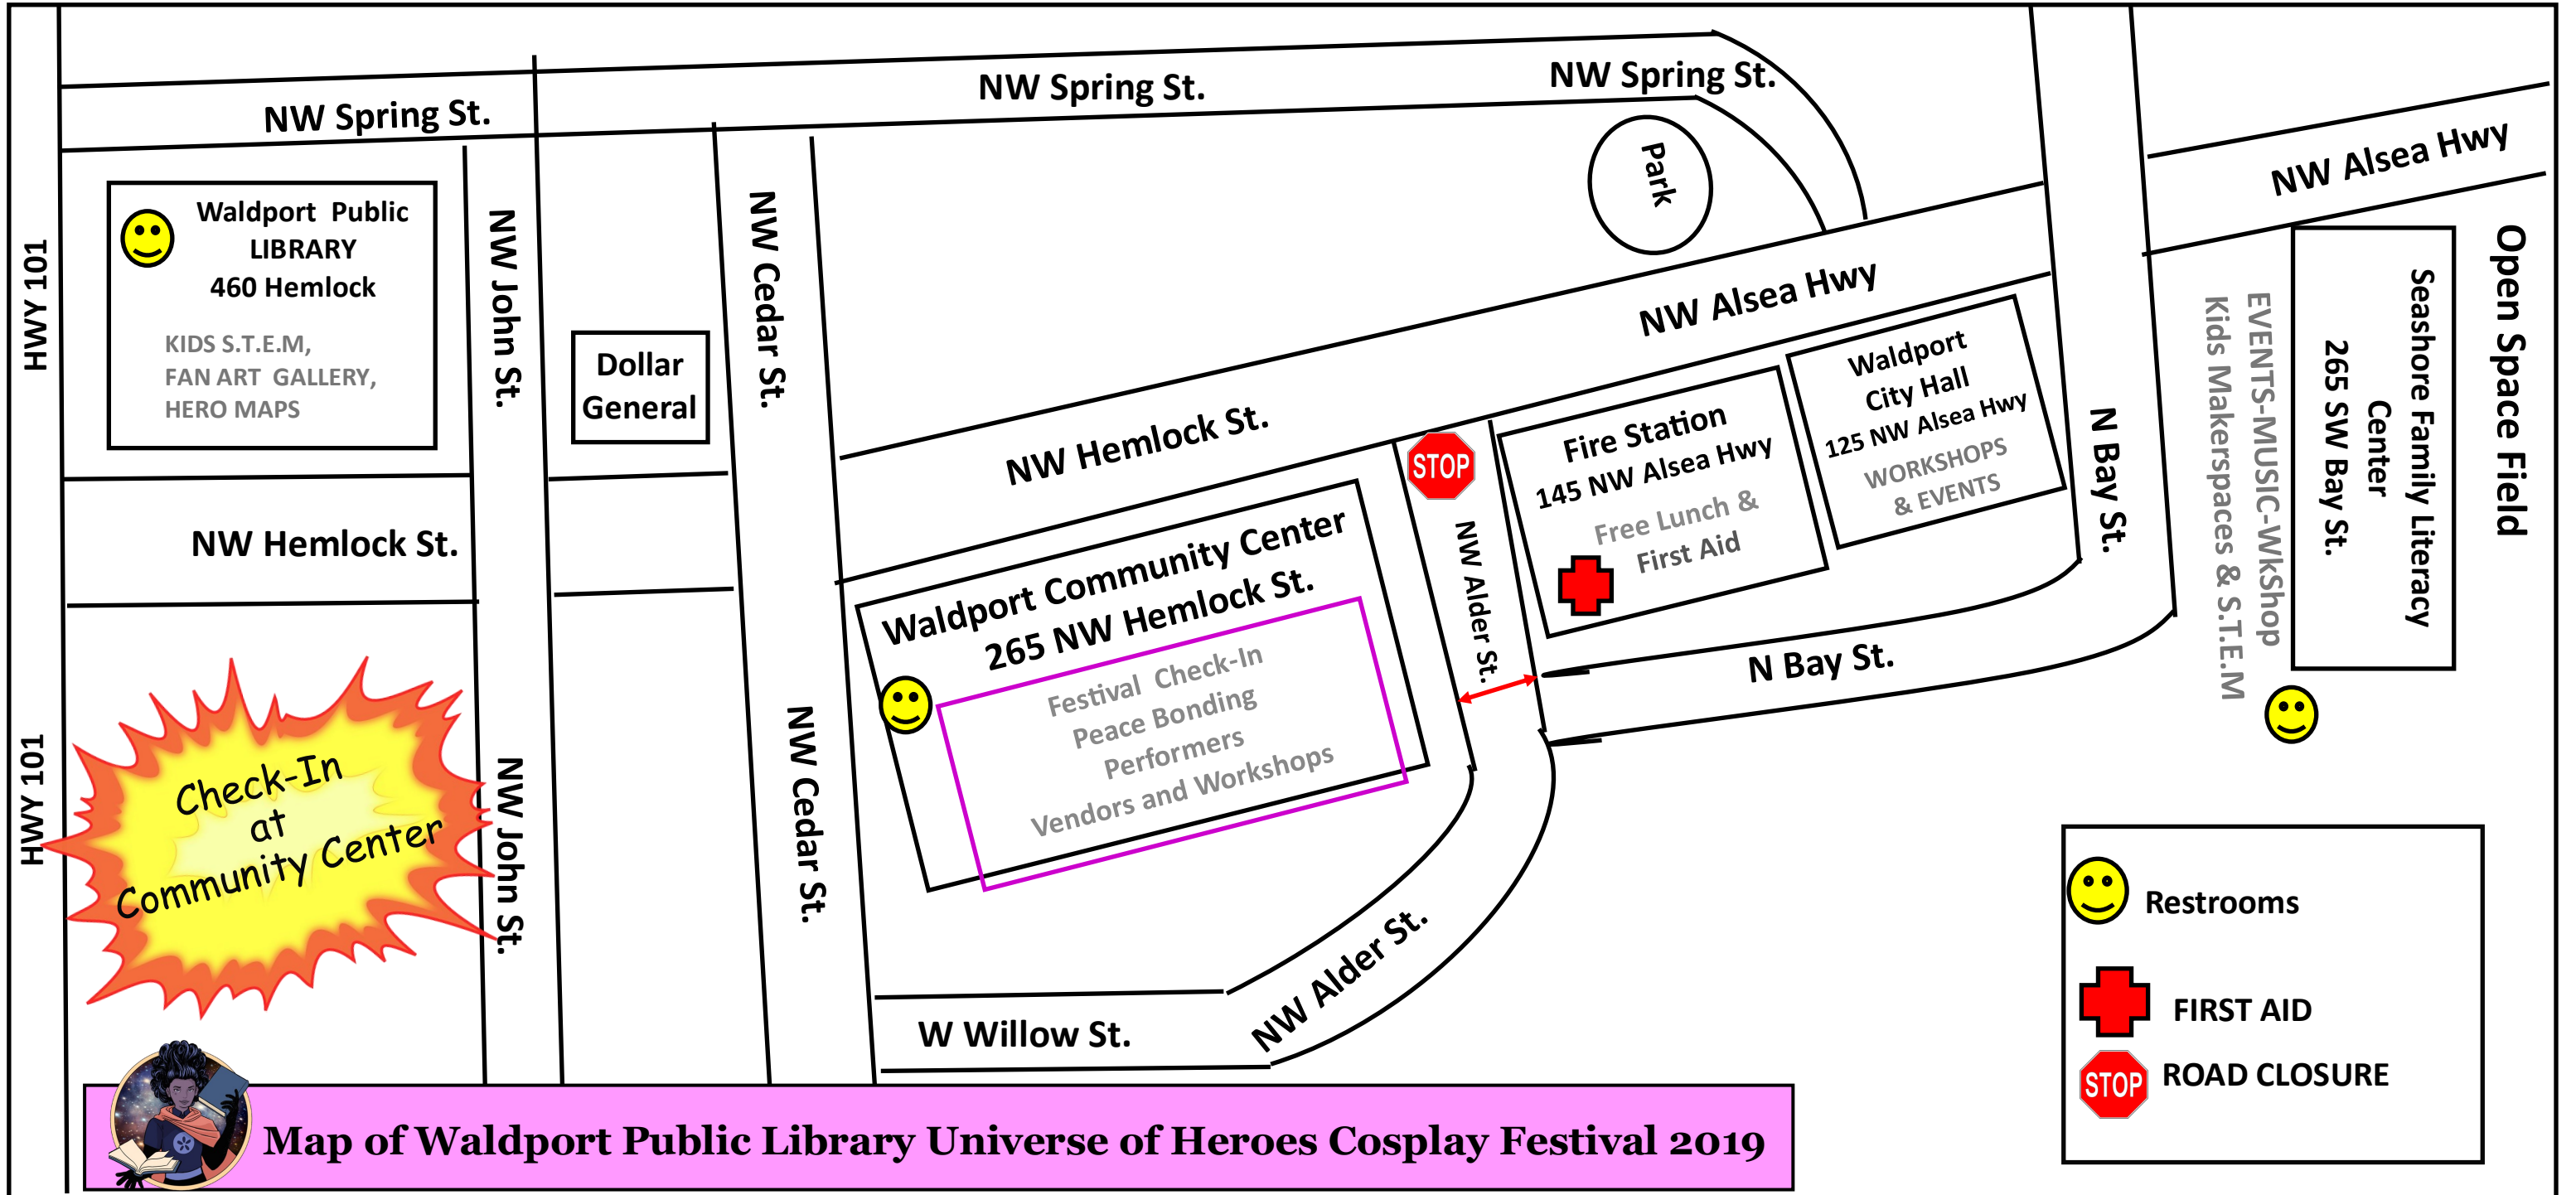 NW Spring St.
NW Spring St.
NW Spring St.
HWY 101
Waldport Public
LIBRARY
460 Hemlock
KIDS S.T.E.M,
FAN ART GALLERY,
HERO MAPS
NW John St.
Dollar
General
NW Cedar St.
Park
NW Alsea Hwy
NW Alsea Hwy
NW Hemlock St.
NW Hemlock St.
STOP
NW Alder St.
Fire Station
145 NW Alsea Hwy
Free Lunch &
First Aid
Waldport
City Hall
125 NW Alsea Hwy
WORKSHOPS
& EVENTS
N Bay St.
N Bay St.
Open Space Field
Seashore Family Literacy
Center
265 SW Bay St.
EVENTS-MUSIC-WkShop
Kids Makerspaces & S.T.E.M
Waldport Community Center
265 NW Hemlock St.
Festival Check-In
Peace Bonding
Performers
Vendors and Workshops
HWY 101
Check-In
at
Community Center
NW John St.
NW Cedar St.
W Willow St.
NW Alder St.
Restrooms
FIRST AID
STOP
ROAD CLOSURE
Map of Waldport Public Library Universe of Heroes Cosplay Festival 2019